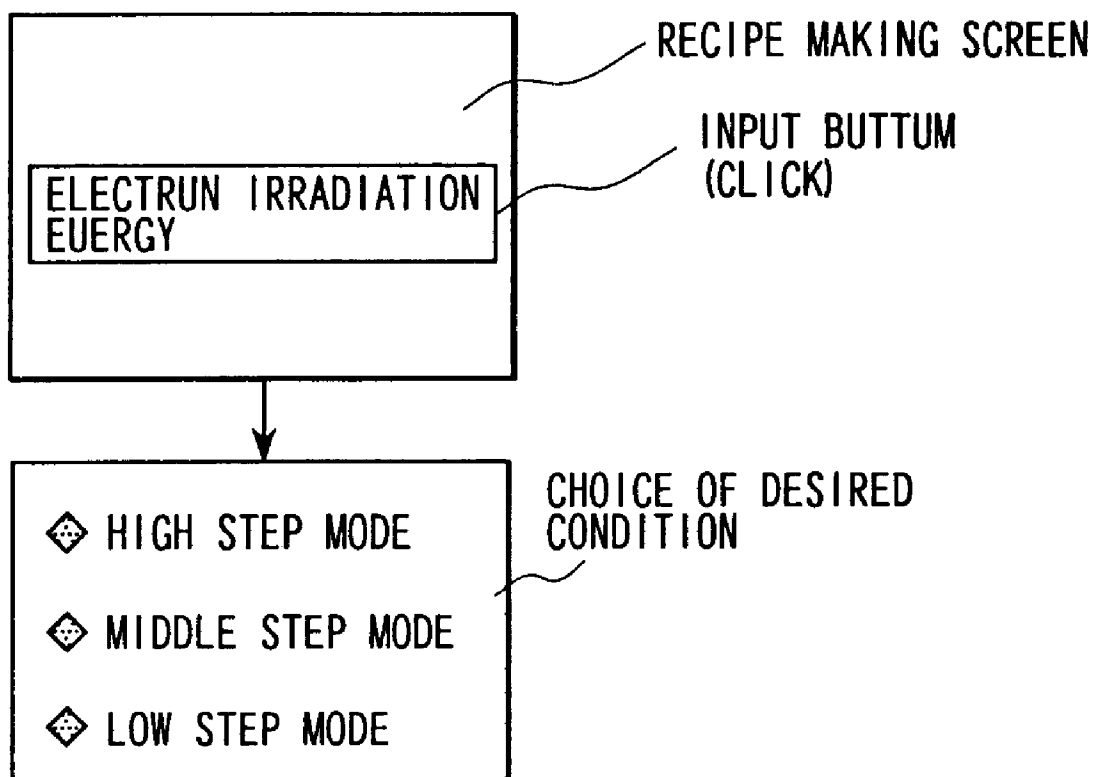 RECIPE MAKING SCREEN
INPUT BUTTUM
(CLICK)
ELECTRUN IRRADIATION
EUERGY
CHOICE OF DESIRED
CONDITION
HIGH STEP MODE
MIDDLE STEP MODE
LOW STEP MODE